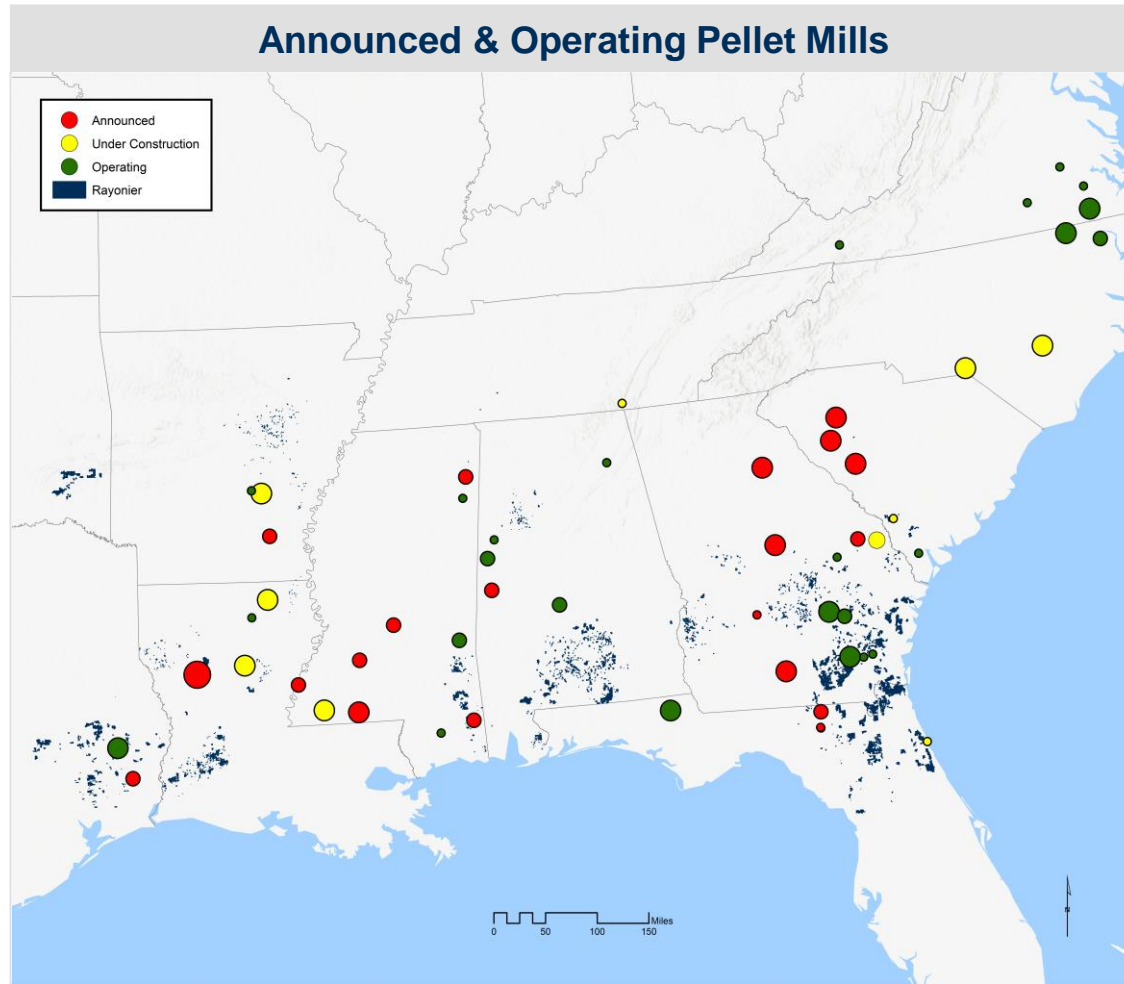 Announced & Operating Pellet Mills
Announced
Under Construction
Operating
Rayonier
Miles
0 50 100 150
N